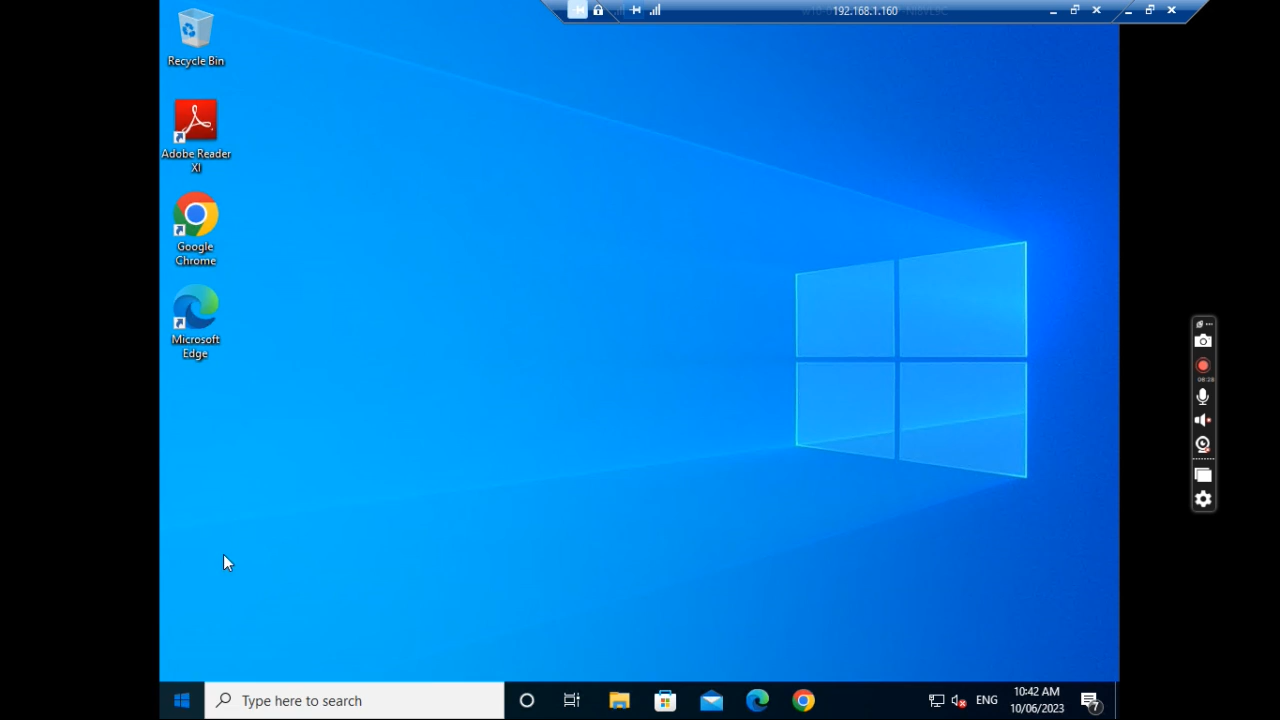 192.168.1.160
Recycle Bin
Adobe Reader
XI
Google
Chrome
Microsoft
Edge
Type here to search
ENG
10:42 AM
10/06/2023
7